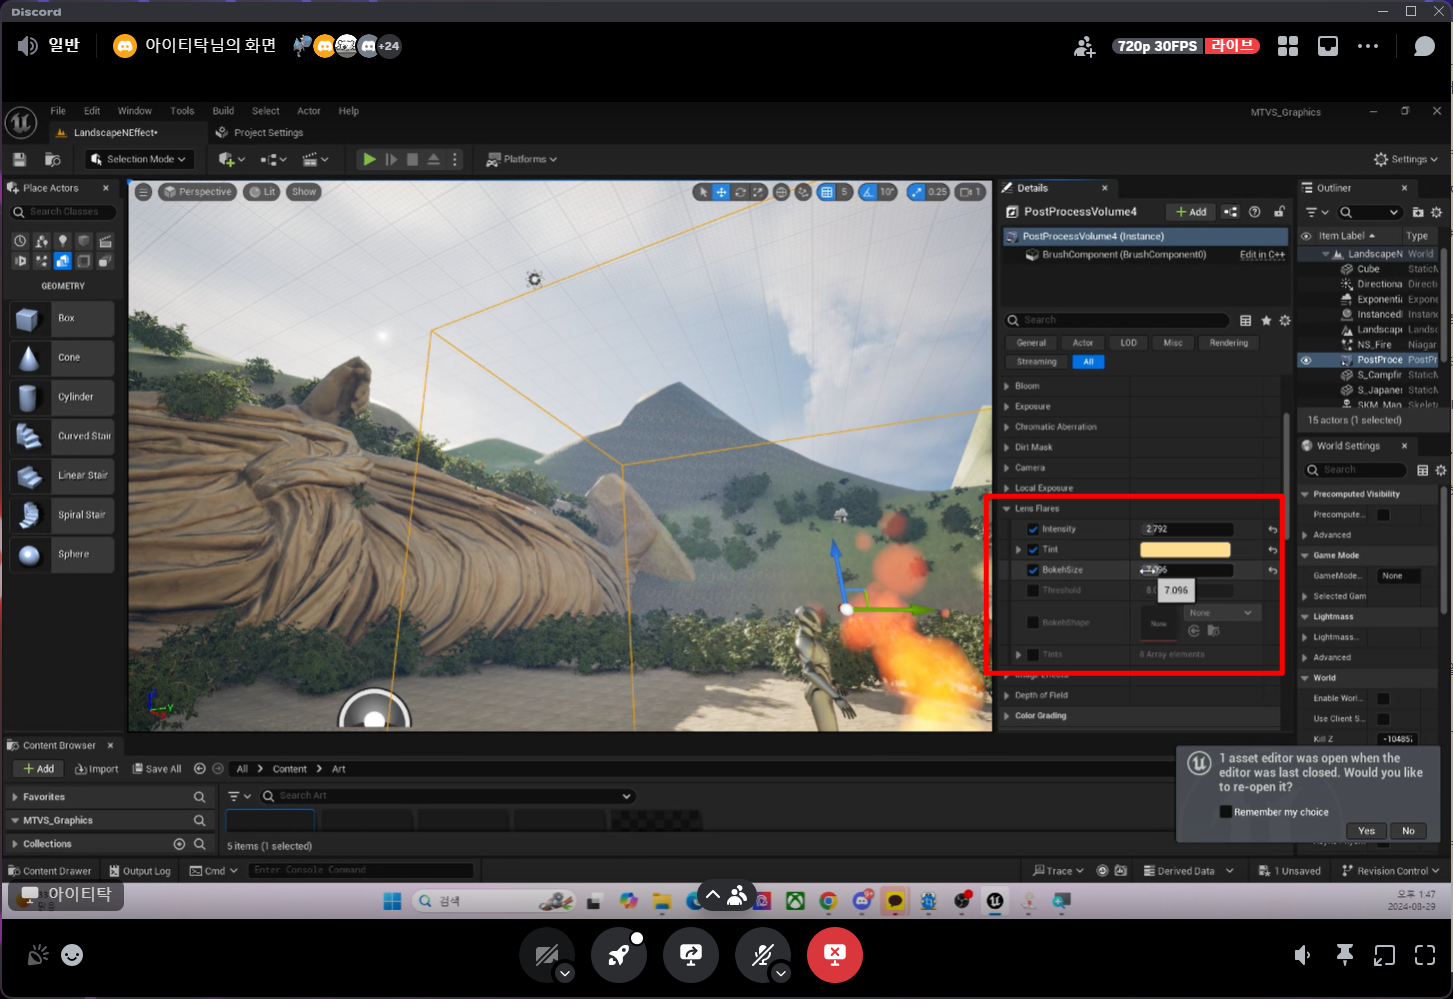 Discord
일반
아이티탁님의 화면
+24
720p 30FPS 라이브
File Edit Window Tools Build Select Actor Help
MTVS_Graphics
LandscapeNEffect•
Project Settings
Selection Mode
Platforms
Settings
Place Actors
Search Classes
GEOMETRY
Box
Cone
Cylinder
Curved Stair
Linear Stair
Spiral Stair
Sphere
Perspective Lit Show
5 10° 0.25 1
Details
PostProcessVolume4
Add
PostProcessVolume4 (Instance)
BrushComponent (BrushComponent0)
Edit in C++
Search
General Actor LOD Misc Rendering
Streaming All
Bloom
Exposure
Chromatic Aberration
Dirt Mask
Camera
Local Exposure
Lens Flares
Intensity 2.792
Tint
BokehSize
7.096
Threshold
BokehShape None None
Tints 8 Array elements
Image Effects
Depth of Field
Color Grading
Outliner
Item Label Type
LandscapeN World
Cube StaticM
Directiona Directi
Exponentia Expone
InstancedI Instanc
Landscape Landsc
NS_Fire Niagar
PostProce PostPr
S_Campfir StaticM
S_Japane StaticM
SKM_Man Skelet
15 actors (1 selected)
World Settings
Search
Precomputed Visibility
Precompute...
Advanced
Game Mode
GameMode... None
Selected Gam
Lightmass
Lightmass..
Advanced
World
Enable Worl..
Use Client S...
Kill Z
1 asset editor was open when the
editor was last closed. Would you like
to re-open it?
Remember my choice
Yes No
Content Browser
Add Import Save All All Content Art
Favorites
MTVS_Graphics
Collections
Search Art
5 items (1 selected)
Content Drawer Output Log Cmd Enter Console Command
Trace Derived Data 1 Unsaved Revision Control
아이티탁
검색
오후 1:47
2024-08-29